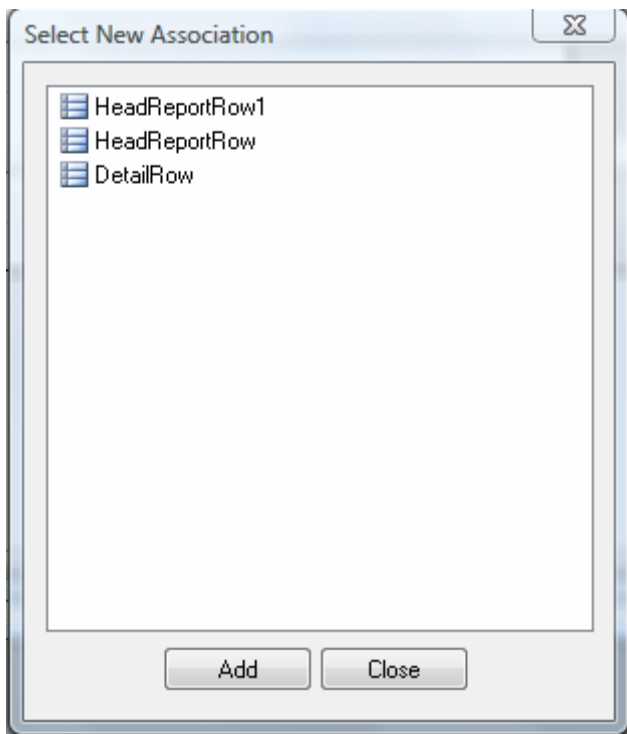 Select New Association
HeadReportRow1
HeadReportRow
DetailRow
Add Close